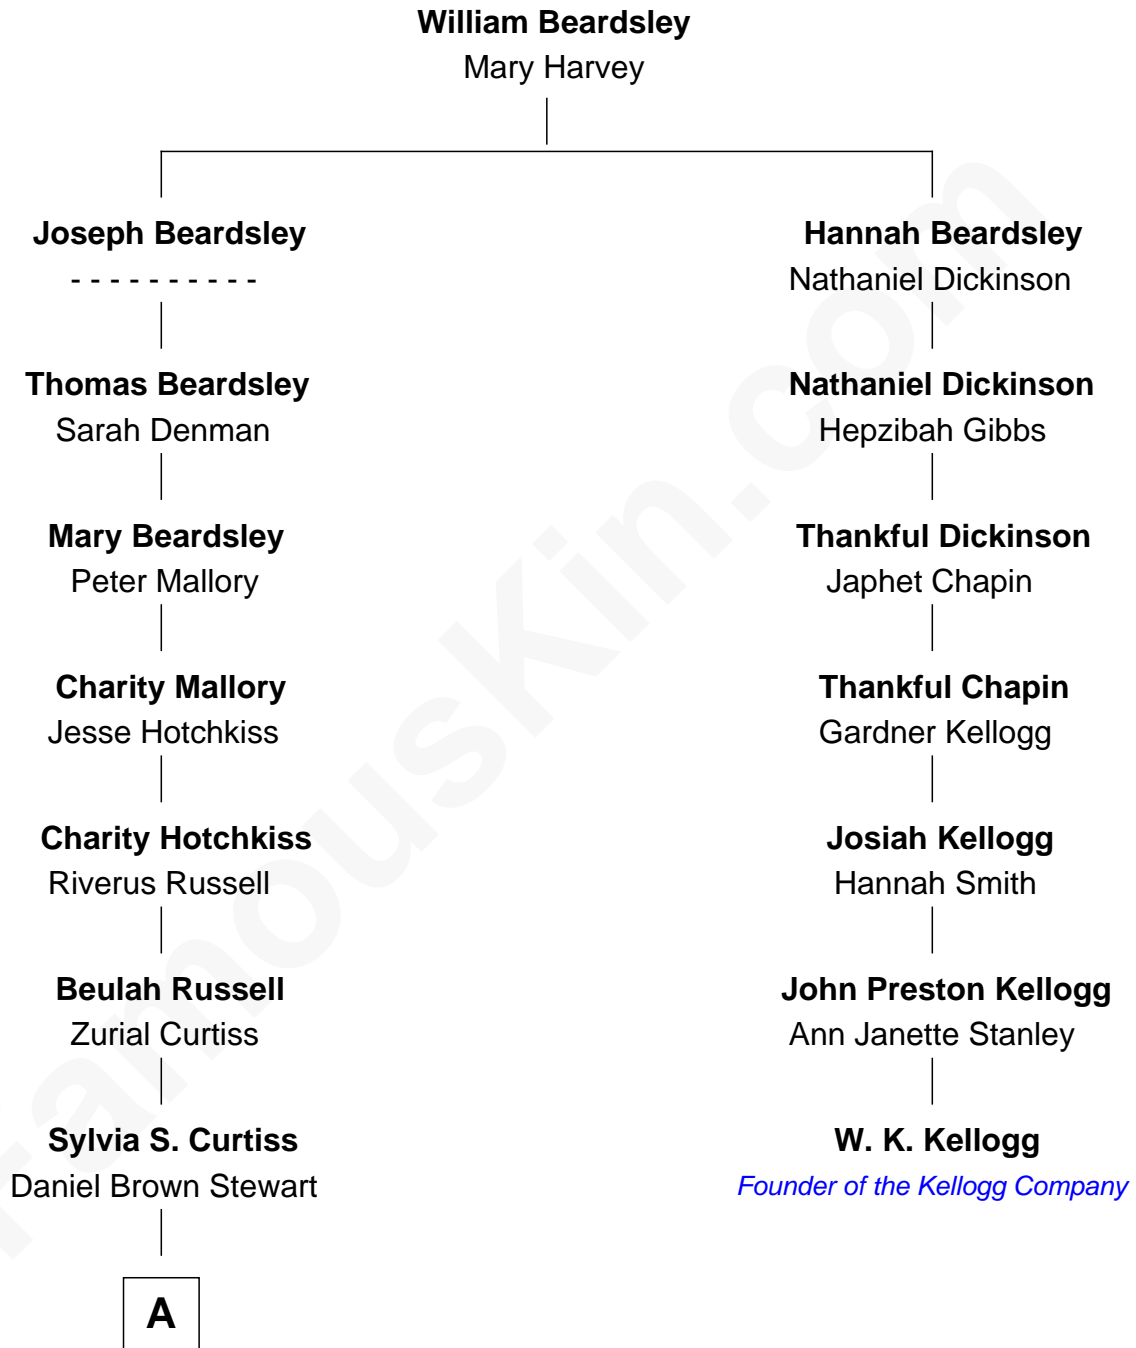 William Beardsley
Mary Harvey
Joseph Beardsley
- - - - - - - - - -
Thomas Beardsley
Sarah Denman
Mary Beardsley
Peter Mallory
Charity Mallory
Jesse Hotchkiss
Charity Hotchkiss
Riverus Russell
Beulah Russell
Zurial Curtiss
Sylvia S. Curtiss
Daniel Brown Stewart
A
Hannah Beardsley
Nathaniel Dickinson
Nathaniel Dickinson
Hepzibah Gibbs
Thankful Dickinson
Japhet Chapin
Thankful Chapin
Gardner Kellogg
Josiah Kellogg
Hannah Smith
John Preston Kellogg
Ann Janette Stanley
W. K. Kellogg
Founder of the Kellogg Company
FamousKin.com